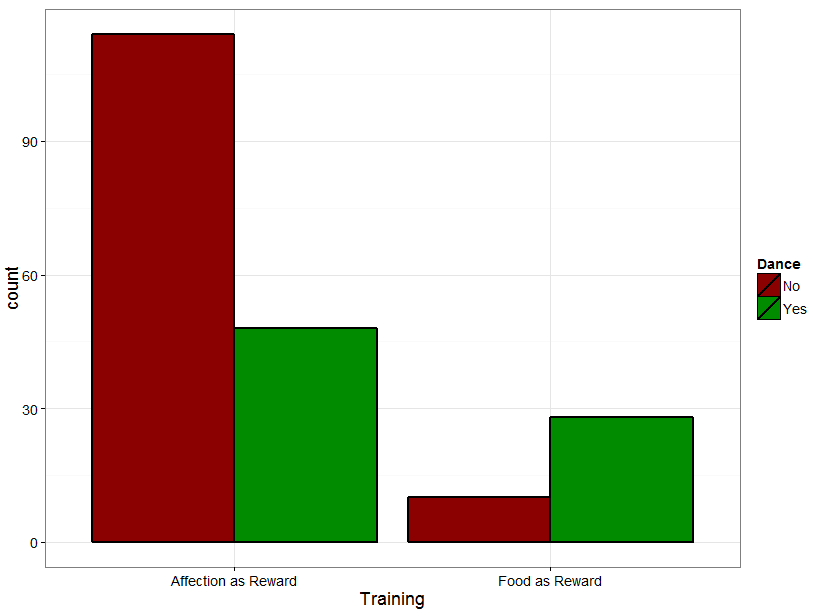 90
60
30
0
count
Affection as Reward
Food as Reward
Training
Dance
No
Yes